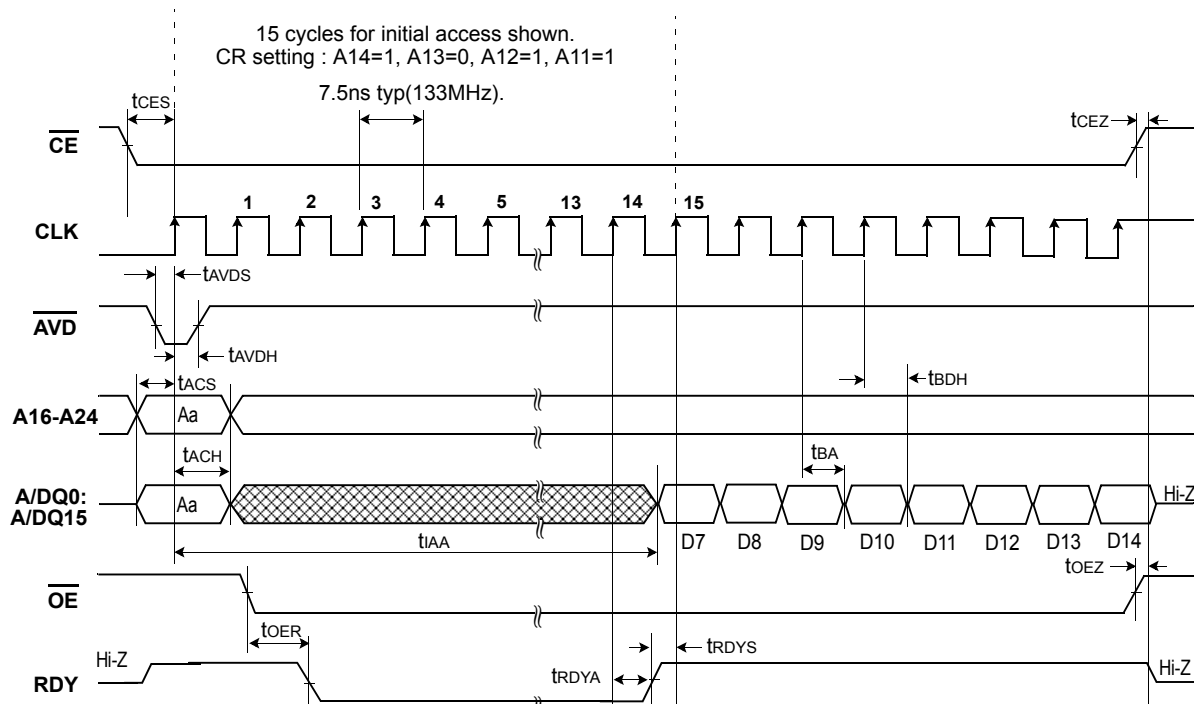 15 cycles for initial access shown.
CR setting : A14=1, A13=0, A12=1, A11=1
7.5ns typ(133MHz).
tCES
tCEZ
CE
1 2 3 4 5 13 14 15
CLK
tAVDS
AVD
tAVDH
tACS
tBDH
A16-A24
Aa
tACH
tBA
A/DQ0:
A/DQ15
Aa
Hi-Z
tIAA
D7 D8 D9 D10 D11 D12 D13 D14
tOEZ
OE
tOER
tRDYS
Hi-Z
tRDYA
Hi-Z
RDY